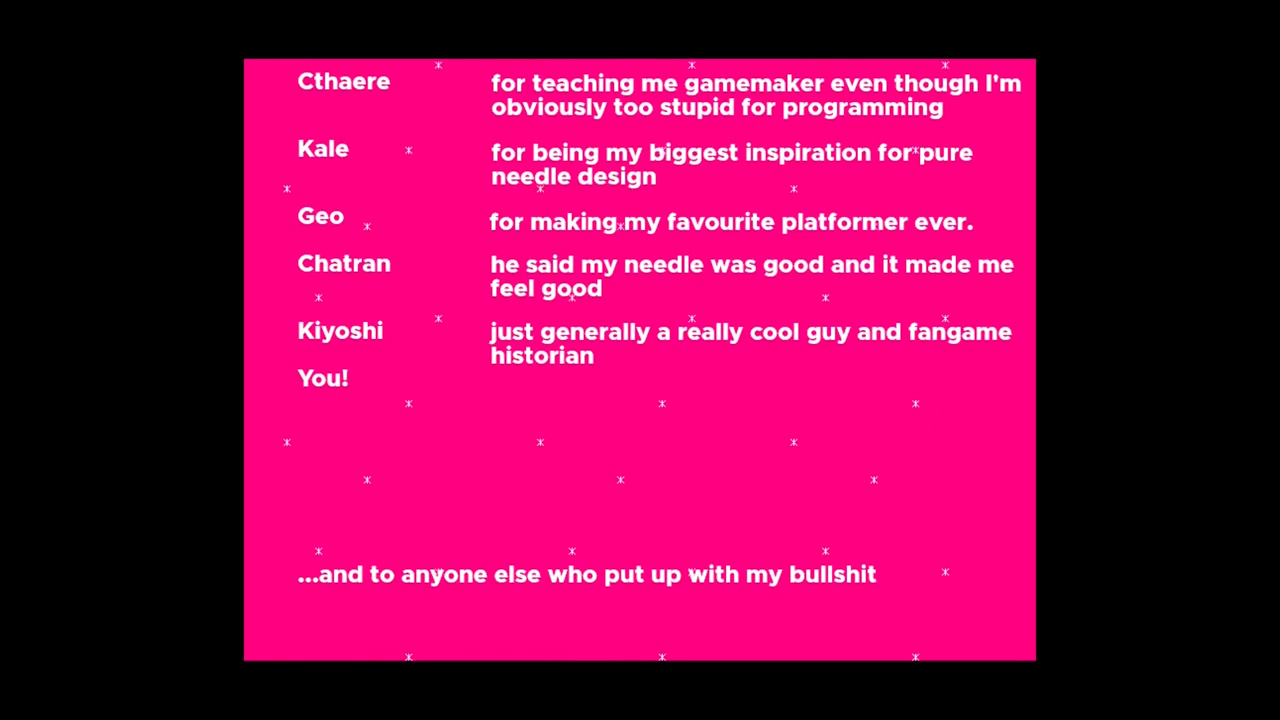 Cthaere for teaching me gamemaker even though I'm
obviously too stupid for programming
Kale for being my biggest inspiration for pure
needle design
Geo for making my favourite platformer ever.
Chatran he said my needle was good and it made me
feel good
Kiyoshi just generally a really cool guy and fangame
historian
You!
...and to anyone else who put up with my bullshit